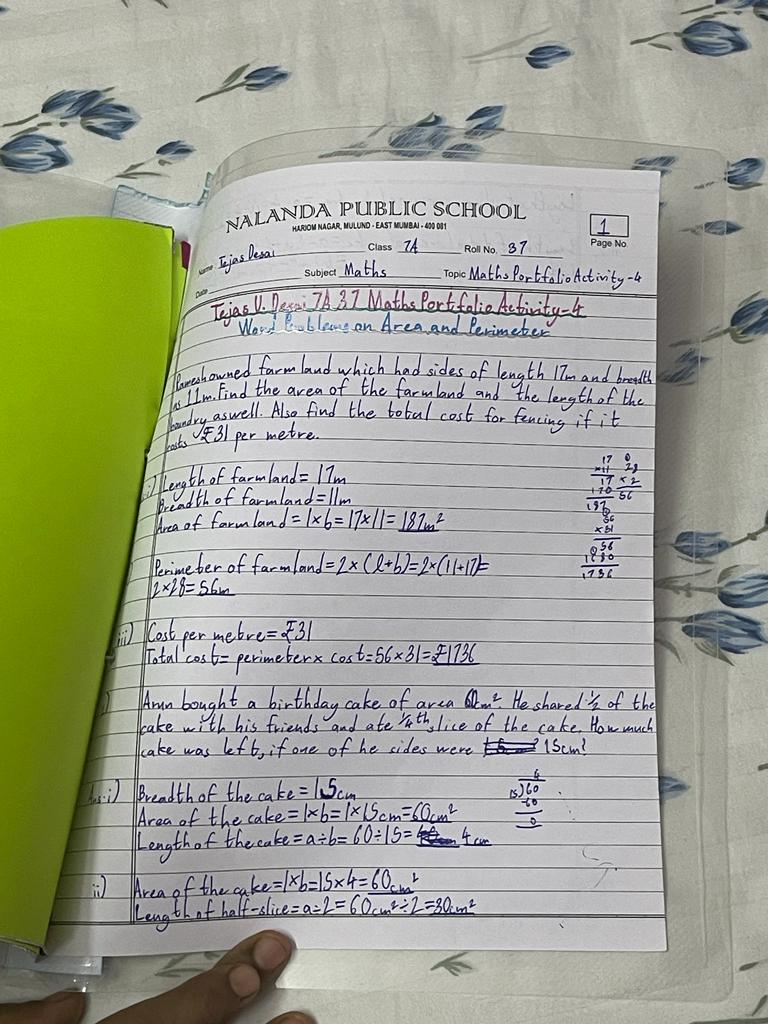 NALANDA PUBLIC SCHOOL
HARIOM NAGAR, MULUND - EAST MUMBAI - 400 081
1
Page No.
Name Tejas Desai Class 7A Roll No. 37
Date Subject Maths Topic Maths Portfolio Activity-4
Tejas V. Desai 7A 37 Maths Portfolio Activity-4
Word Problems on Area and Perimeter
Ramesh owned farmland which had sides of length 17m and breadth
as 11m. Find the area of the farmland and the length of the
boundry aswell. Also find the total cost for fencing if it
costs ₹31 per metre.
i) Length of farmland = 17m
Breadth of farmland = 11m
Area of farmland = l×b = 17×11 = 187m²
17
×11
17
170
187
28
×2
56
56
×31
56
1680
1736
Perimeter of farmland = 2×(l+b) = 2×(11+17)=
2×28 = 56m
iii) Cost per metre = ₹31
Total cost = perimeter × cost = 56×31 = ₹1736
Arun bought a birthday cake of area 60cm². He shared ½ of the
cake with his friends and ate ¼th slice of the cake. How much
cake was left, if one of he sides were 15cm?
Ans-i) Breadth of the cake = 15cm
Area of the cake = l×b = l×15cm = 60cm²
Length of the cake = a÷b = 60÷15 = 4cm
4
15)60
-60
0
ii) Area of the cake = l×b = 15×4 = 60cm²
Length of half-slice = a÷2 = 60cm²÷2 = 30cm²